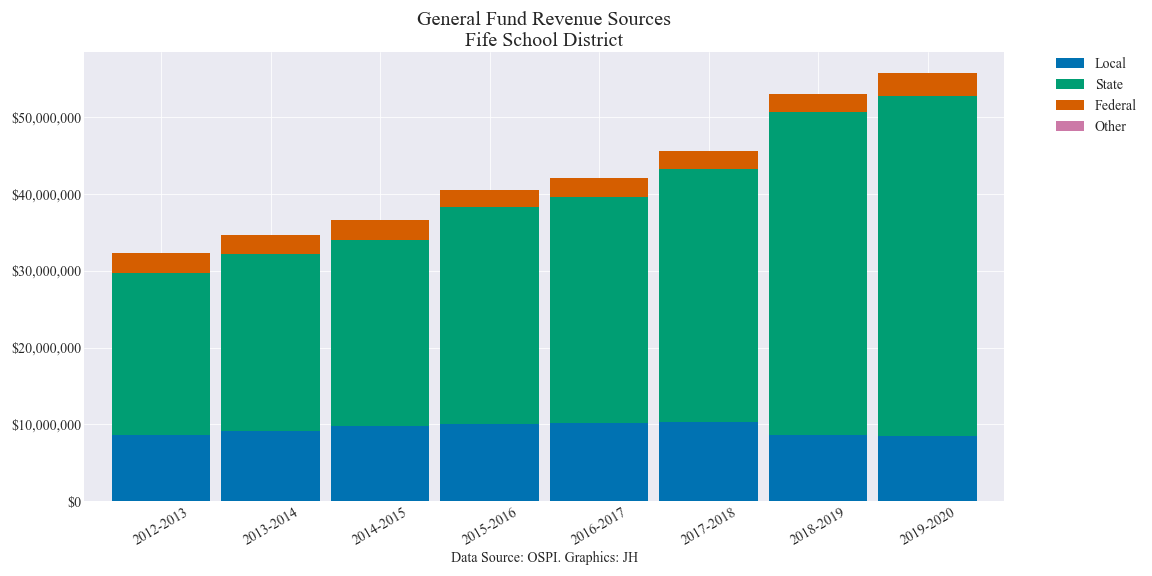 General Fund Revenue Sources
Fife School District
Local
State
Federal
Other
$50,000,000
$40,000,000
$30,000,000
$20,000,000
$10,000,000
$0
2012-2013
2013-2014
2014-2015
2015-2016
2016-2017
2017-2018
2018-2019
2019-2020
Data Source: OSPI. Graphics: JH